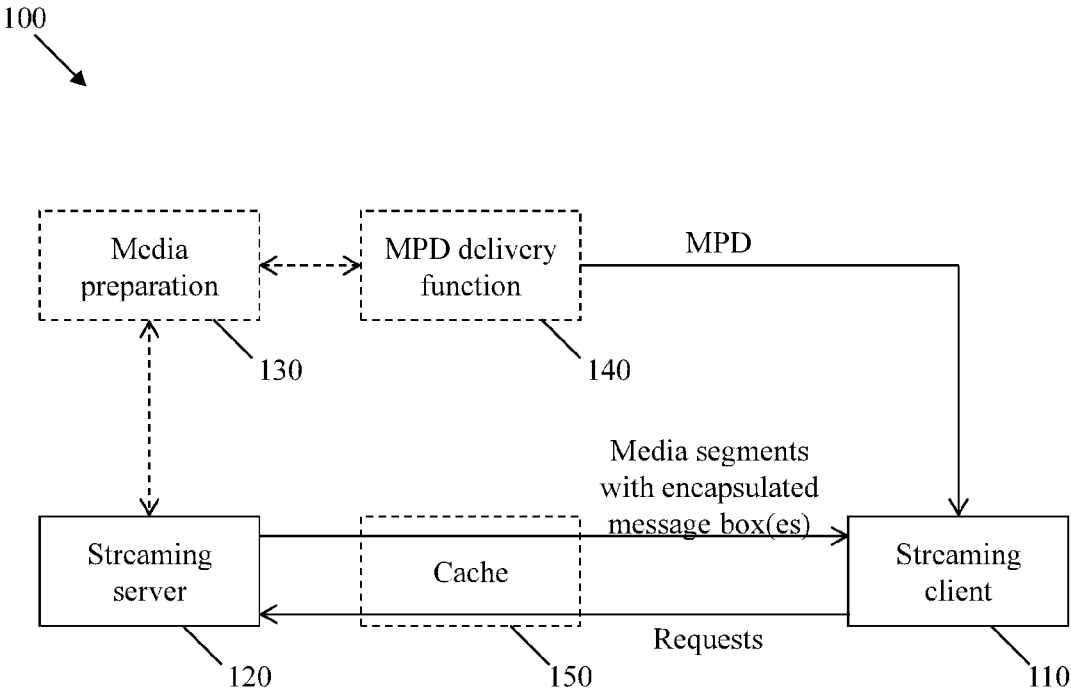 100
Media
preparation
130
MPD delivery
function
140
MPD
Media segments
with encapsulated
message box(es)
Streaming
server
120
Cache
150
Requests
Streaming
client
110